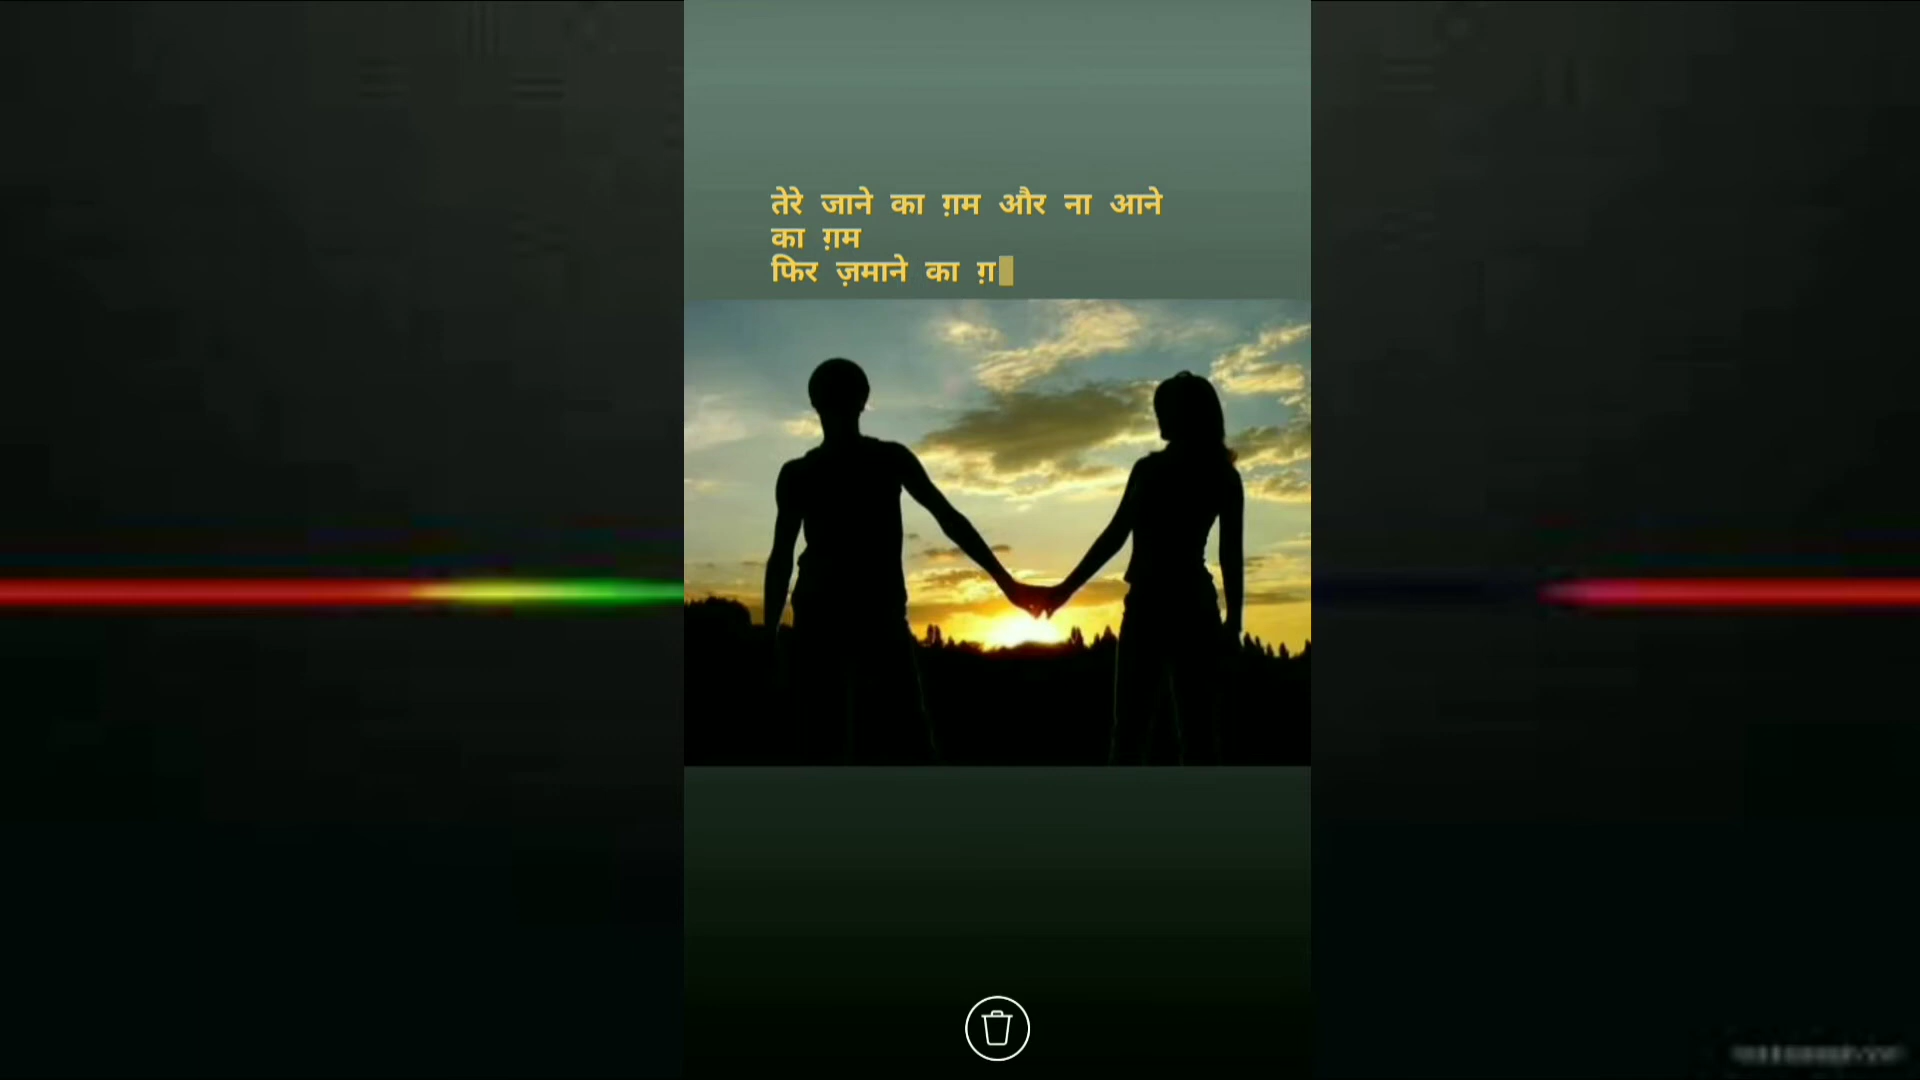 तेरे जाने का ग़म और ना आने
का ग़म
फिर ज़माने का ग़